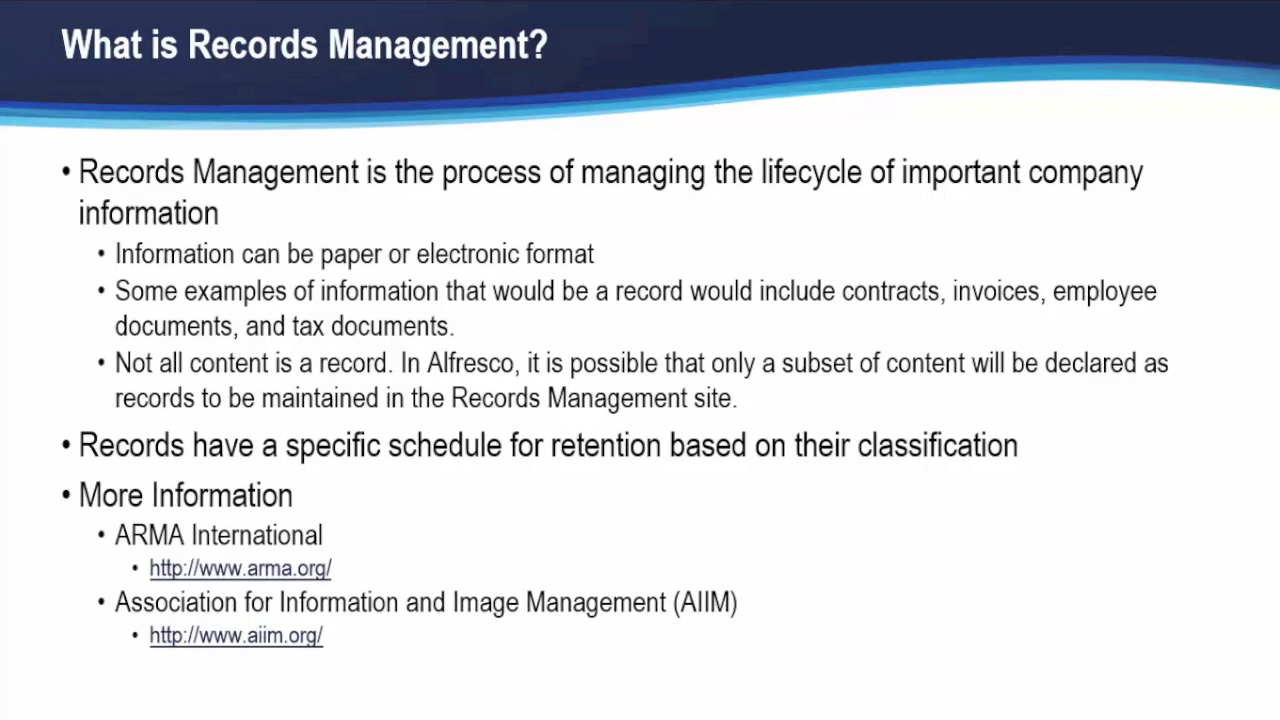 What is Records Management?
• Records Management is the process of managing the lifecycle of important company
information
• Information can be paper or electronic format
• Some examples of information that would be a record would include contracts, invoices, employee
documents, and tax documents.
• Not all content is a record. In Alfresco, it is possible that only a subset of content will be declared as
records to be maintained in the Records Management site.
• Records have a specific schedule for retention based on their classification
• More Information
• ARMA International
• http://www.arma.org/
• Association for Information and Image Management (AIIM)
• http://www.aiim.org/